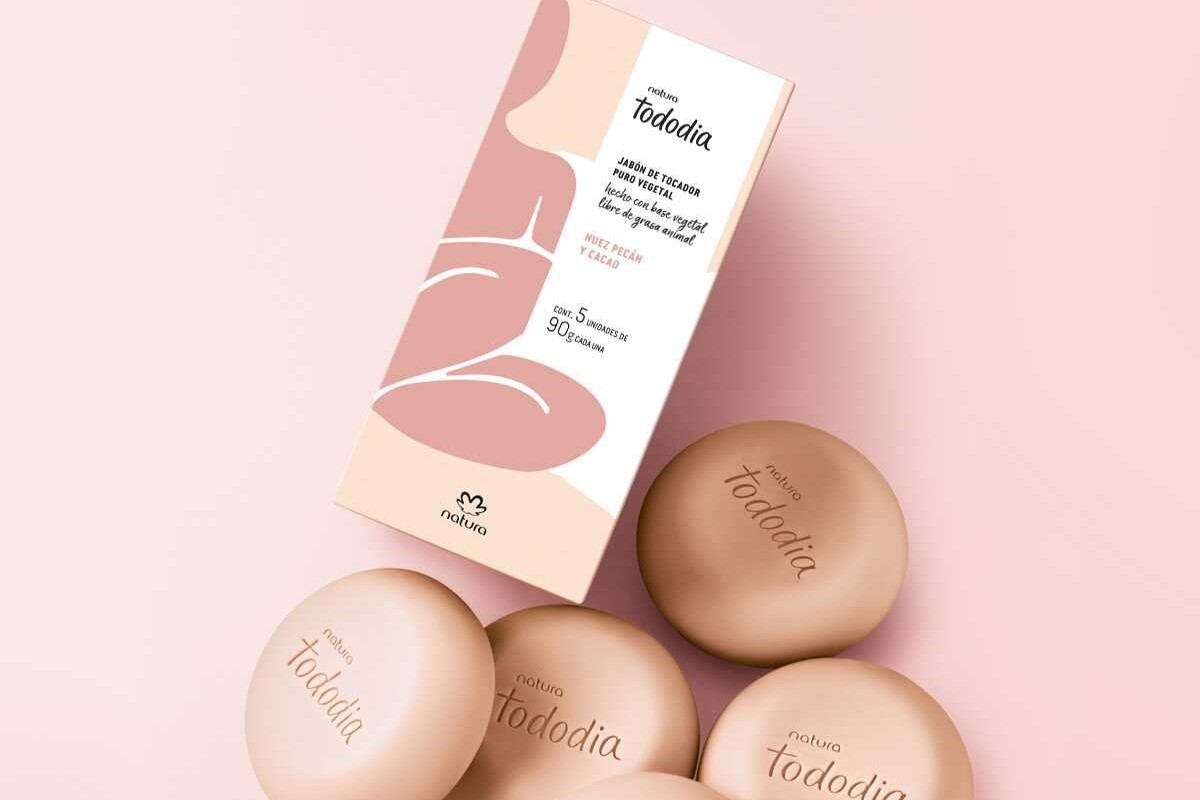 natura
tododia
JABÓN DE TOCADOR
PURO VEGETAL
hecho con base vegetal
libre de grasa animal
NUEZ PECÁN
Y CACAO
CONT. 5 UNIDADES DE
90g CADA UNA
natura
natura
tododia
natura
tododia
natura
tododia
natura
tododia